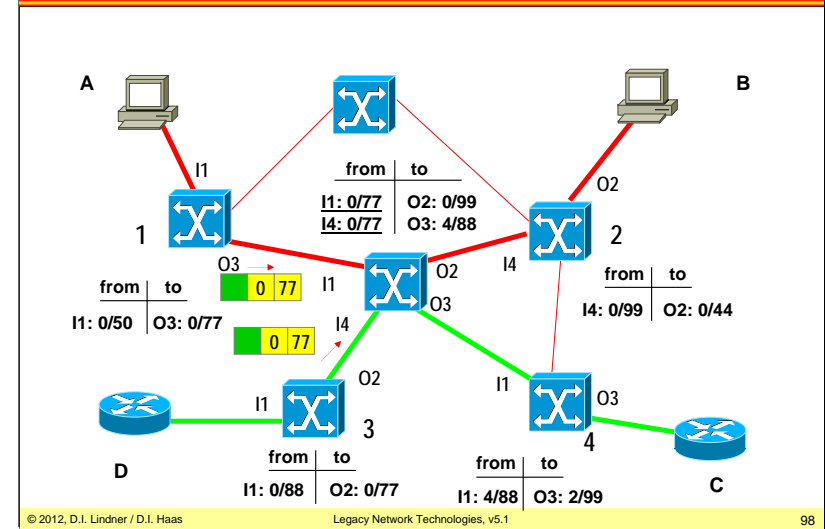 A
B
I1
from to
O2
I1: 0/77 O2: 0/99
I4: 0/77 O3: 4/88
1
2
O3
I1
O2
I4
from to
0 77
O3
from to
I1: 0/50 O3: 0/77
I4: 0/99 O2: 0/44
0 77
I4
O2
I1
I1
O3
3
4
from to
from to
D
C
I1: 0/88 O2: 0/77
I1: 4/88 O3: 2/99
© 2012, D.I. Lindner / D.I. Haas Legacy Network Technologies, v5.1 98